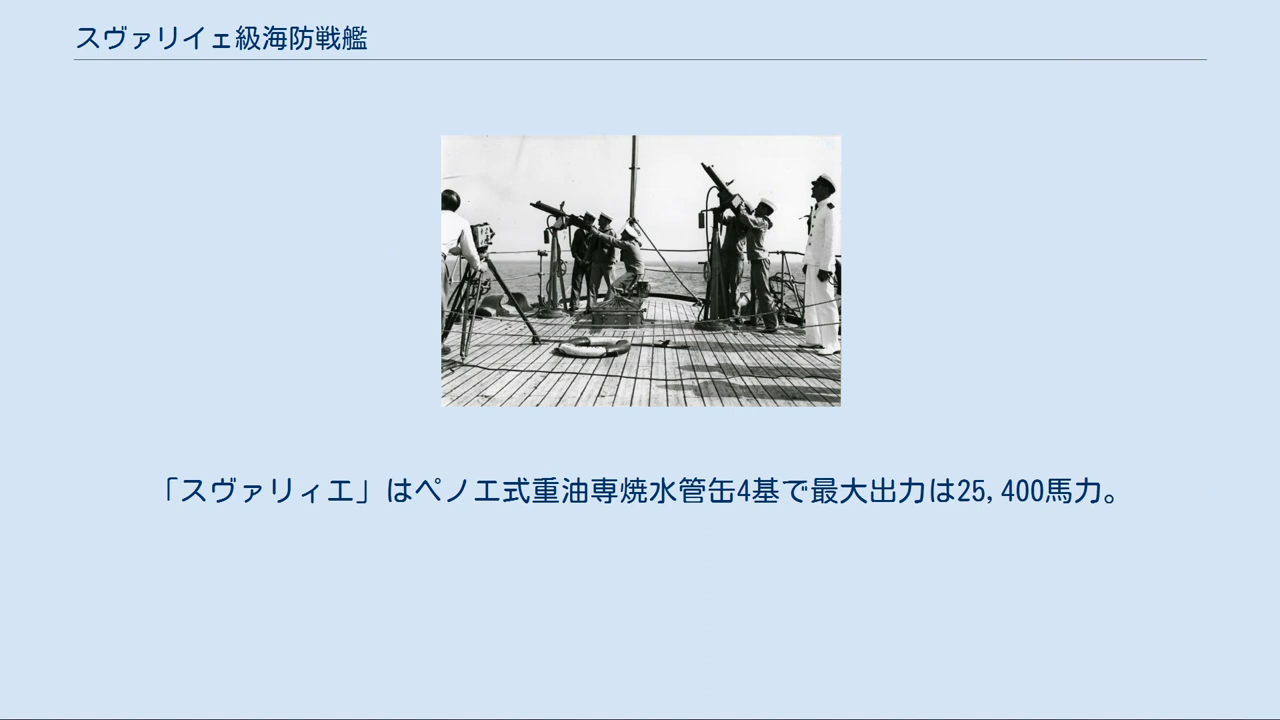 スヴァリイェ級海防戦艦
「スヴァリィエ」はペノエ式重油専焼水管缶4基で最大出力は25,400馬力。